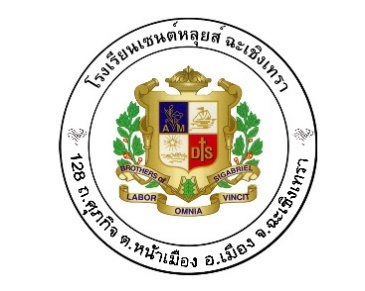 โรงเรียนเซนต์หลุยส์ ฉะเชิงเทรา
A M
D S
BROTHERS of ST.GABRIEL
LABOR OMNIA VINCIT
128 ถ.ศุภกิจ ต.หน้าเมือง อ.เมือง จ.ฉะเชิงเทรา